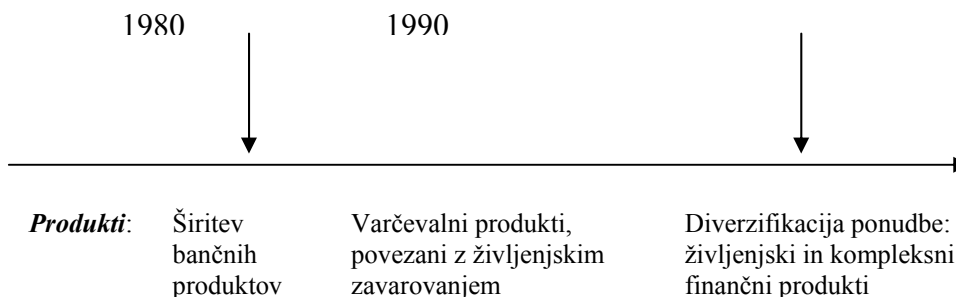 1980 1990
Produkti: Širitev bančnih produktov
Varčevalni produkti, povezani z življenjskim zavarovanjem
Diverzifikacija ponudbe: življenjski in kompleksni finančni produkti